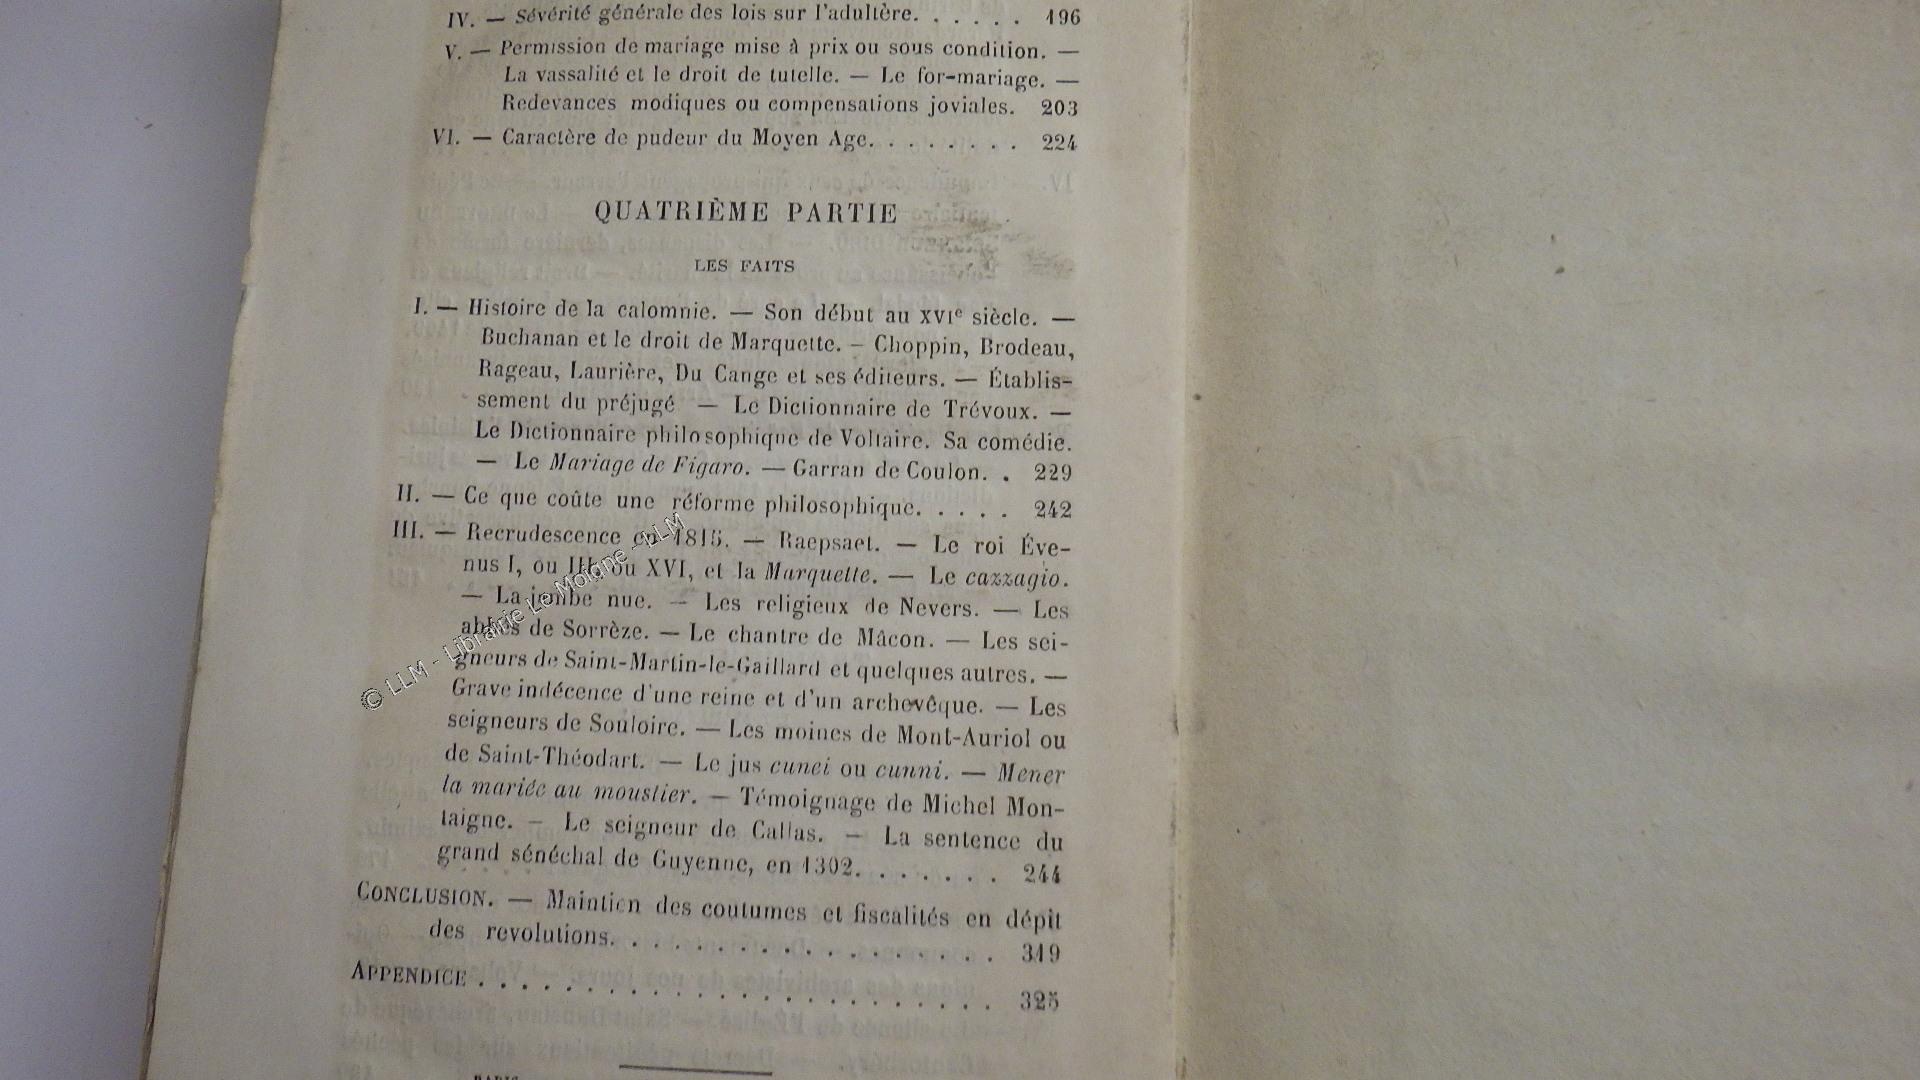 IV. — Sévérité générale des lois sur l'adultère. . . . . . 196
V. — Permission de mariage mise à prix ou sous condition. —
La vassalité et le droit de tutelle. — Le for-mariage. —
Redevances modiques ou compensations joviales. 203
VI. — Caractère de pudeur du Moyen Age. . . . . . . . 224
QUATRIÈME PARTIE
LES FAITS
I. — Histoire de la calomnie. — Son début au XVIe siècle. —
Buchanan et le droit de Marquette. — Choppin, Brodeau,
Rageau, Laurière, Du Cange et ses éditeurs. — Établis-
sement du préjugé — Le Dictionnaire de Trévoux. —
Le Dictionnaire philosophique de Voltaire. Sa comédie.
— Le Mariage de Figaro. — Garran de Coulon. . 229
II. — Ce que coûte une réforme philosophique. . . . . 242
III. — Recrudescence en 1815. — Raepsaet. — Le roi Éve-
nus I, ou III, ou XVI, et la Marquette. — Le cazzagio.
— La jambe nue. — Les religieux de Nevers. — Les
abbés de Sorrèze. — Le chantre de Mâcon. — Les sei-
gneurs de Saint-Martin-le-Gaillard et quelques autres. —
Grave indécence d'une reine et d'un archevêque. — Les
seigneurs de Souloire. — Les moines de Mont-Auriol ou
de Saint-Théodart. — Le jus cunei ou cunni. — Mener
la mariée au moustier. — Témoignage de Michel Mon-
taigne. — Le seigneur de Callas. — La sentence du
grand sénéchal de Guyenne, en 1302. . . . . . . 244
CONCLUSION. — Maintien des coutumes et fiscalités en dépit
des revolutions. . . . . . . . . . . . . . 319
APPENDICE . . . . . . . . . . . . . . . . . . 325
© LLM - Librairie Le Moigne - LLM